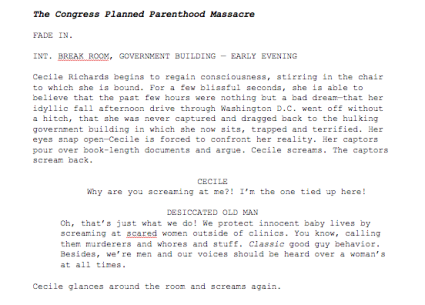 The Congress Planned Parenthood Massacre
FADE IN.
INT. BREAK ROOM, GOVERNMENT BUILDING — EARLY EVENING
Cecile Richards begins to regain consciousness, stirring in the chair
to which she is bound. For a few blissful seconds, she is able to
believe that the past few hours were nothing but a bad dream—that her
idyllic fall afternoon drive through Washington D.C. went off without
a hitch, that she was never captured and dragged back to the hulking
government building in which she now sits, trapped and terrified. Her
eyes snap open—Cecile is forced to confront her reality. Her captors
pour over book-length documents and argue. Cecile screams. The captors
scream back.
CECILE
Why are you screaming at me?! I'm the one tied up here!
DESICCATED OLD MAN
Oh, that's just what we do! We protect innocent baby lives by
screaming at scared women outside of clinics. You know, calling
them murderers and whores and stuff. Classic good guy behavior.
Besides, we're men and our voices should be heard over a woman's
at all times.
Cecile glances around the room and screams again.